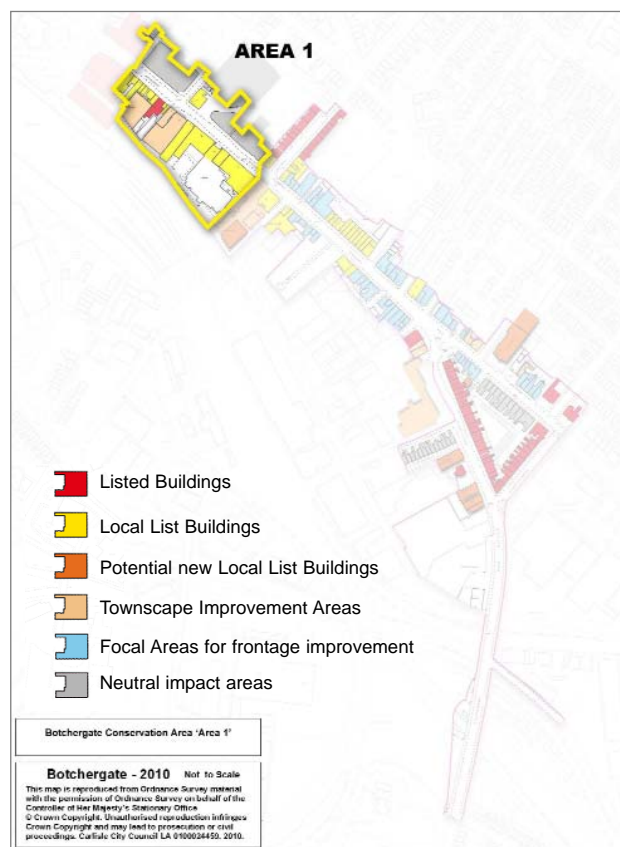 AREA 1
Listed Buildings
Local List Buildings
Potential new Local List Buildings
Townscape Improvement Areas
Focal Areas for frontage improvement
Neutral impact areas
Botchergate Conservation Area 'Area 1'
Botchergate - 2010 Not to Scale
This map is reproduced from Ordnance Survey material
with the permission of Ordnance Survey on behalf of the
Controller of Her Majesty's Stationary Office
© Crown Copyright. Unauthorised reproduction infringes
Crown Copyright and may lead to prosecution or civil
proceedings. Carlisle City Council LA 0100024459. 2010.